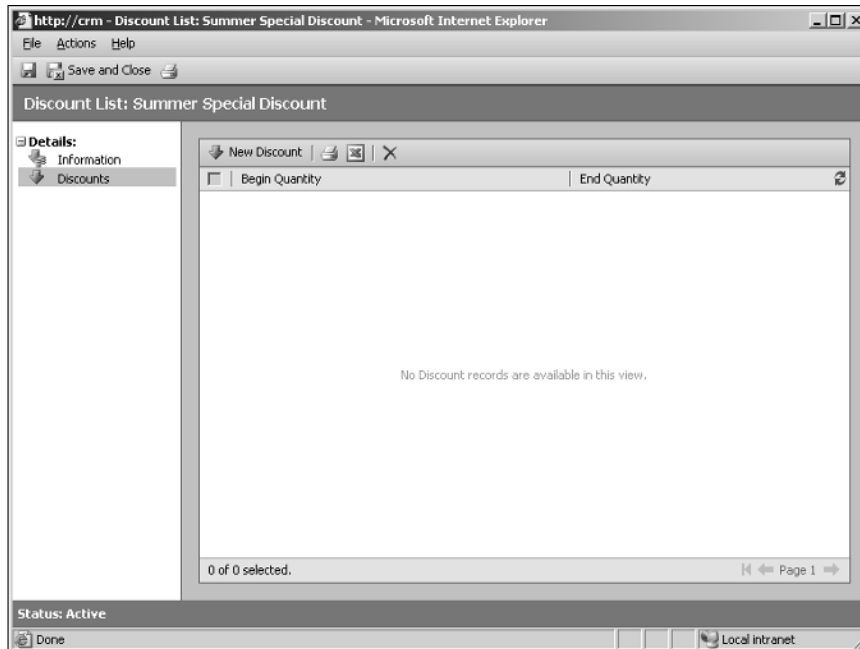 http://crm - Discount List: Summer Special Discount - Microsoft Internet Explorer
File Actions Help
Save and Close
Discount List: Summer Special Discount
Details:
Information
Discounts
New Discount
Begin Quantity End Quantity
No Discount records are available in this view.
0 of 0 selected. Page 1
Status: Active
Done Local intranet